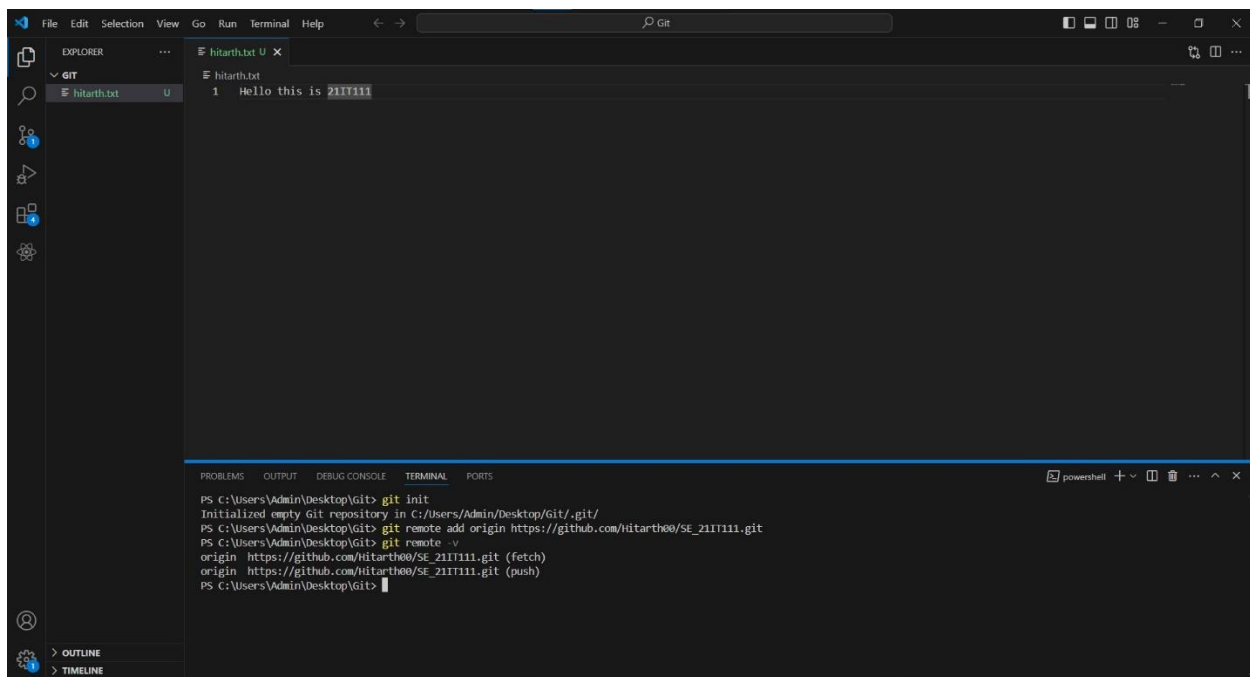 File Edit Selection View Go Run Terminal Help
Git
EXPLORER
GIT
hitarth.txt U
1
4
1
OUTLINE
TIMELINE
hitarth.txt U
hitarth.txt
1 Hello this is 21IT111
PROBLEMS OUTPUT DEBUG CONSOLE TERMINAL PORTS
powershell
PS C:\Users\Admin\Desktop\Git> git init
Initialized empty Git repository in C:/Users/Admin/Desktop/Git/.git/
PS C:\Users\Admin\Desktop\Git> git remote add origin https://github.com/Hitarth00/SE_21IT111.git
PS C:\Users\Admin\Desktop\Git> git remote -v
origin https://github.com/Hitarth00/SE_21IT111.git (fetch)
origin https://github.com/Hitarth00/SE_21IT111.git (push)
PS C:\Users\Admin\Desktop\Git>